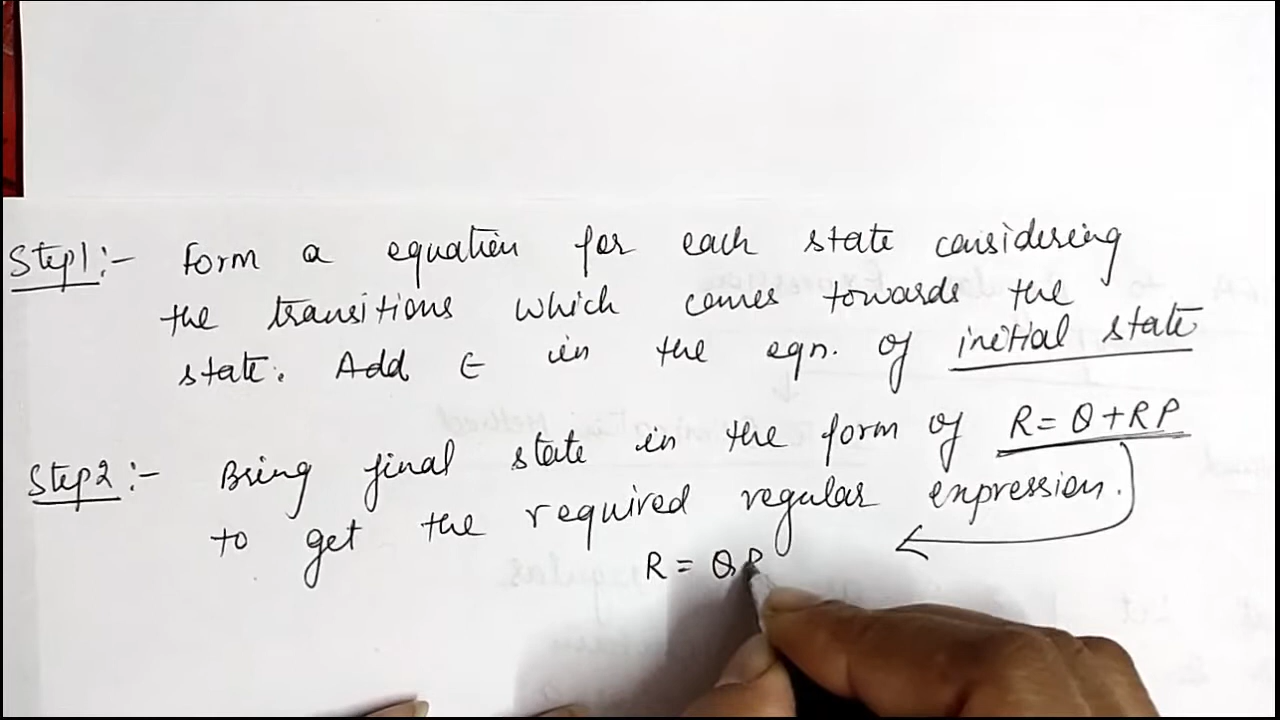 Step1:- Form a equation for each state considering
the transitions which comes towards the
state. Add ∈ in the eqn. of initial state
Step2:- Bring final state in the form of R = Q + RP
to get the required regular expression.
R = QP